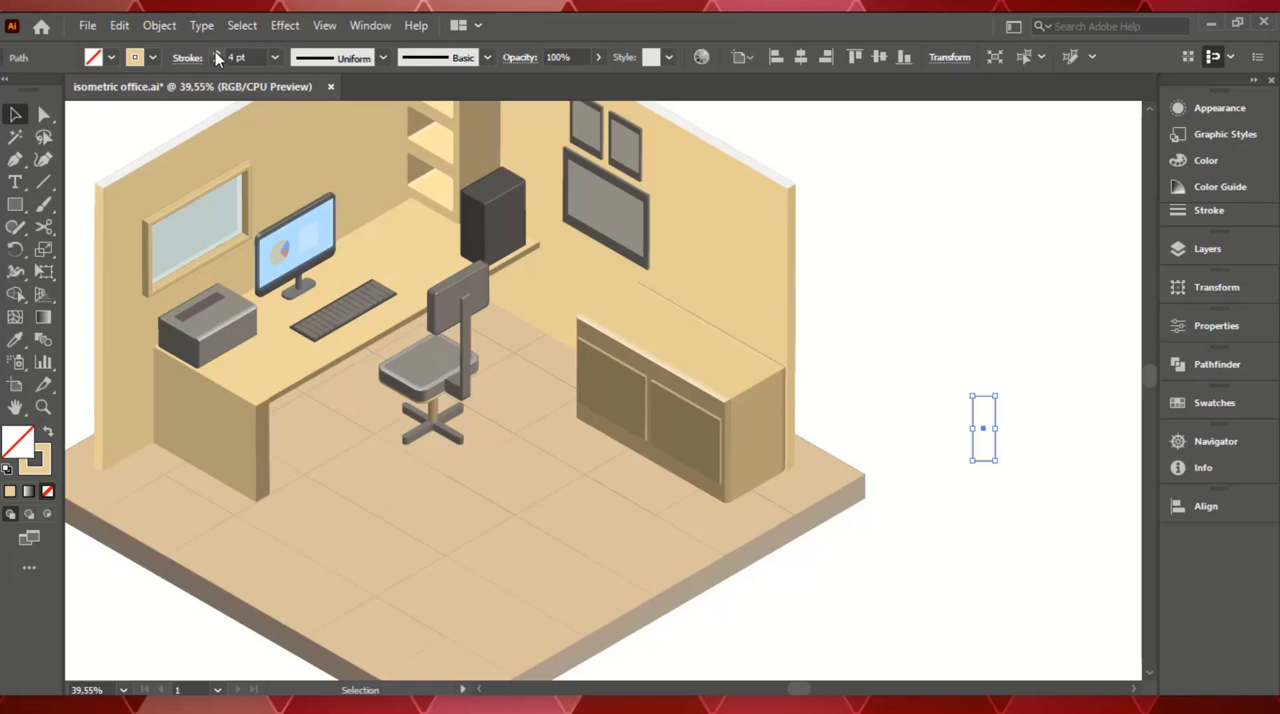 Ai File Edit Object Type Select Effect View Window Help Search Adobe Help
Path Stroke: 4 pt Uniform Basic Opacity: 100% Style: Transform
isometric office.ai* @ 39,55% (RGB/CPU Preview)
Appearance
Graphic Styles
Color
Color Guide
Stroke
Layers
Transform
Properties
Pathfinder
Swatches
Navigator
Info
Align
39,55% 1 Selection